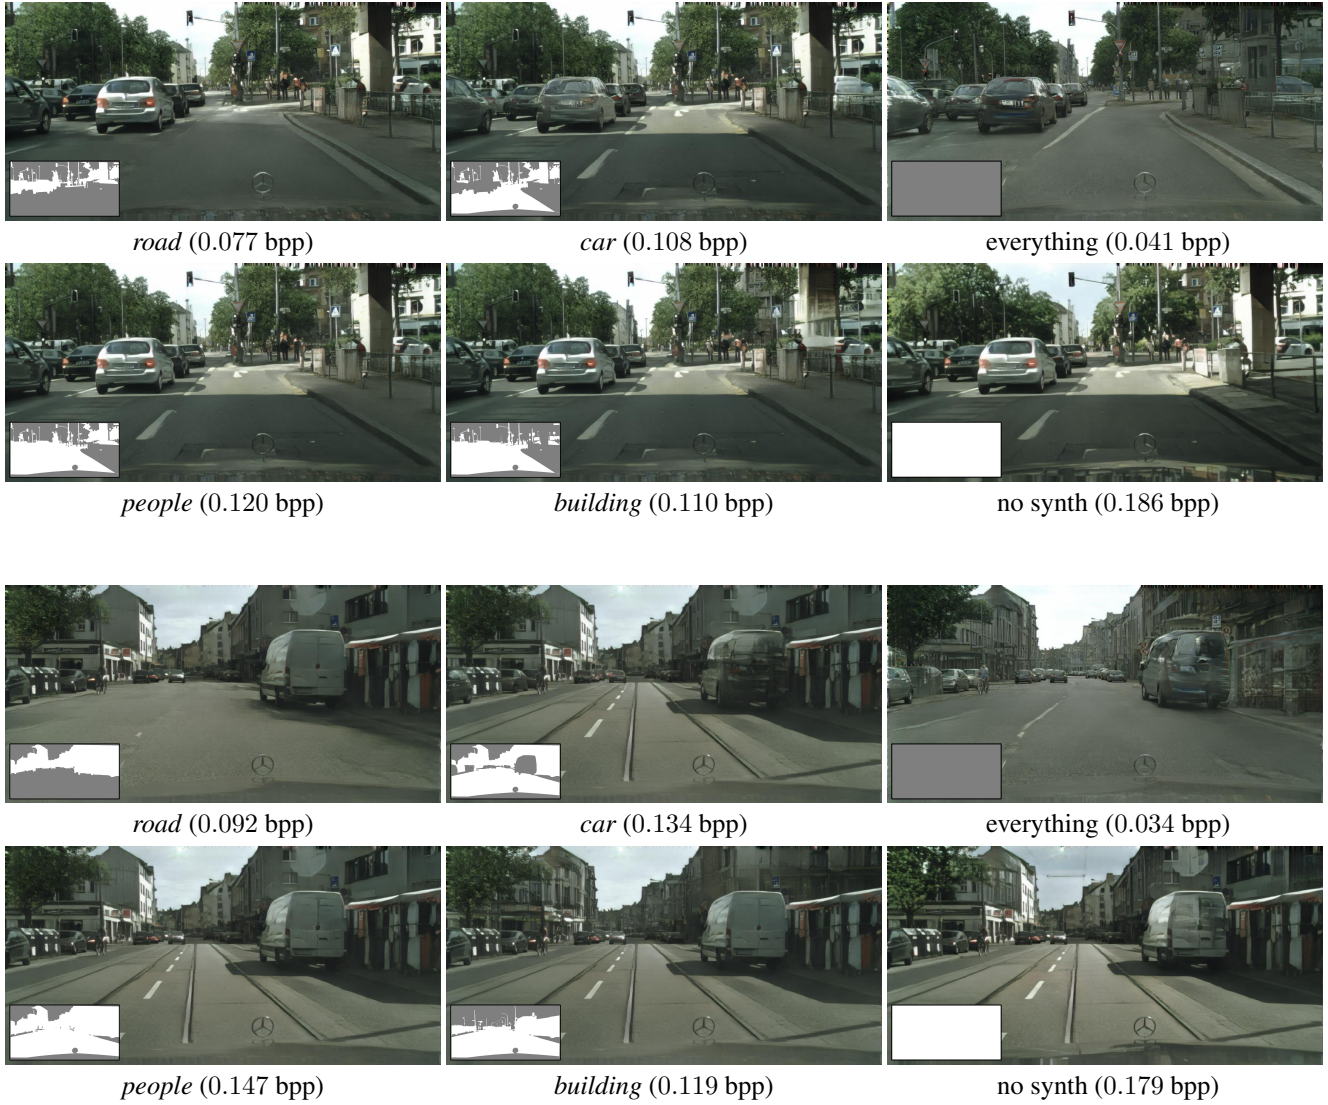 road (0.077 bpp) car (0.108 bpp) everything (0.041 bpp)
people (0.120 bpp) building (0.110 bpp) no synth (0.186 bpp)
road (0.092 bpp) car (0.134 bpp) everything (0.034 bpp)
people (0.147 bpp) building (0.119 bpp) no synth (0.179 bpp)